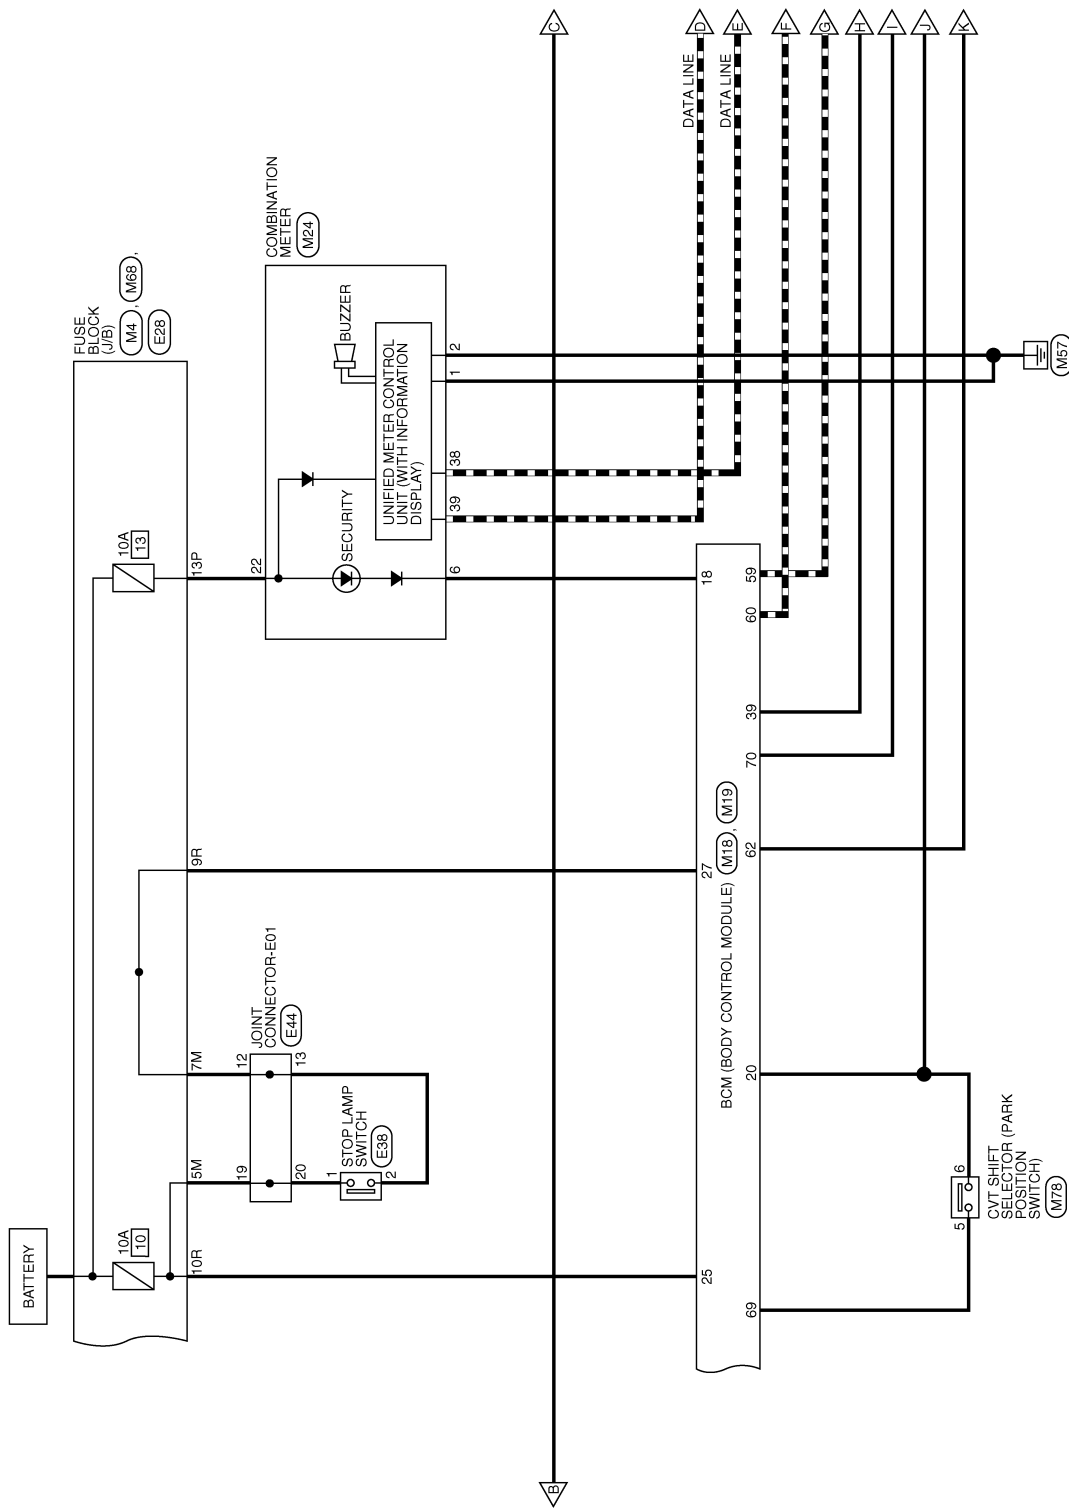 BATTERY
FUSE
BLOCK
(J/B)
M4 , M68 ,
E28
10A
10
10A
13
10R
5M
7M
9R
13P
19
12
20
13
JOINT
CONNECTOR-E01
E44
1
2
STOP LAMP
SWITCH
E38
COMBINATION
METER
M24
22
SECURITY
BUZZER
UNIFIED METER CONTROL
UNIT (WITH INFORMATION
DISPLAY)
6
39
38
1
2
B
C
25
27
18
BCM (BODY CONTROL MODULE) M18 , M19
69
20
62
70
39
60
59
DATA LINE
DATA LINE
D
E
F
G
H
I
J
K
5
6
CVT SHIFT
SELECTOR (PARK
POSITION
SWITCH)
M78
M57